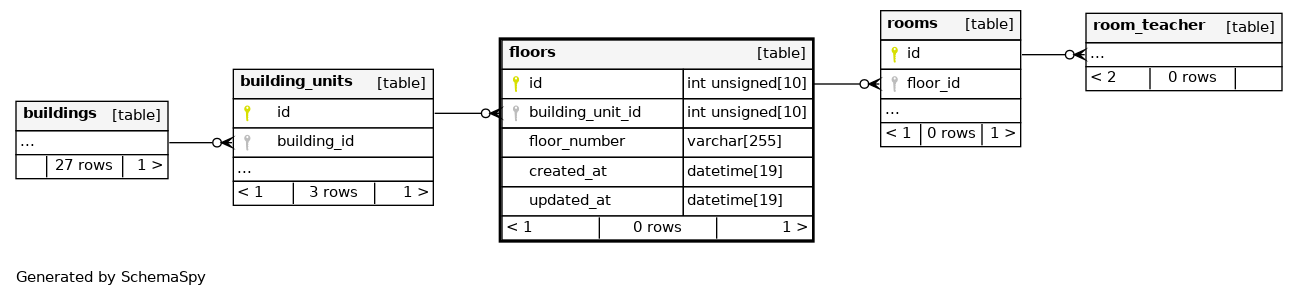 buildings [table]
...
27 rows 1 >
building_units [table]
id
building_id
...
< 1 3 rows 1 >
floors [table]
id int unsigned[10]
building_unit_id int unsigned[10]
floor_number varchar[255]
created_at datetime[19]
updated_at datetime[19]
< 1 0 rows 1 >
rooms [table]
id
floor_id
...
< 1 0 rows 1 >
room_teacher [table]
...
< 2 0 rows
Generated by SchemaSpy